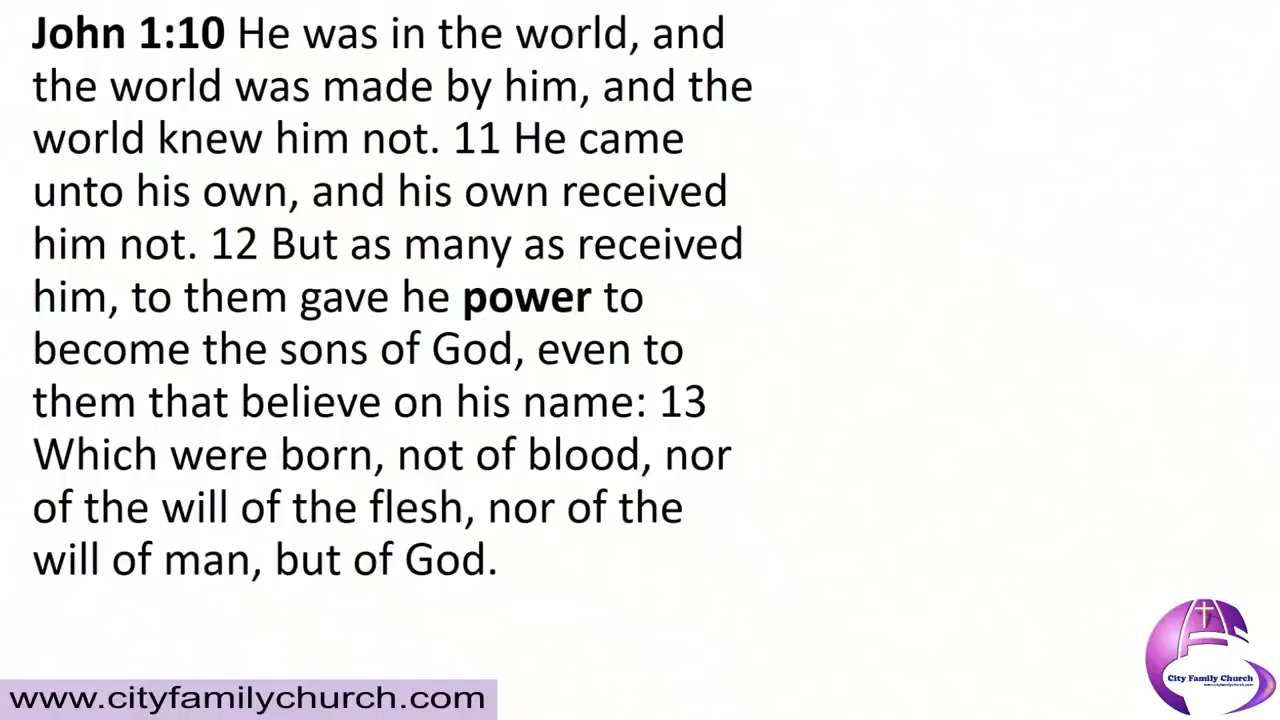 John 1:10 He was in the world, and
the world was made by him, and the
world knew him not. 11 He came
unto his own, and his own received
him not. 12 But as many as received
him, to them gave he power to
become the sons of God, even to
them that believe on his name: 13
Which were born, not of blood, nor
of the will of the flesh, nor of the
will of man, but of God.
City Family Church
www.cityfamilychurch.com
www.cityfamilychurch.com